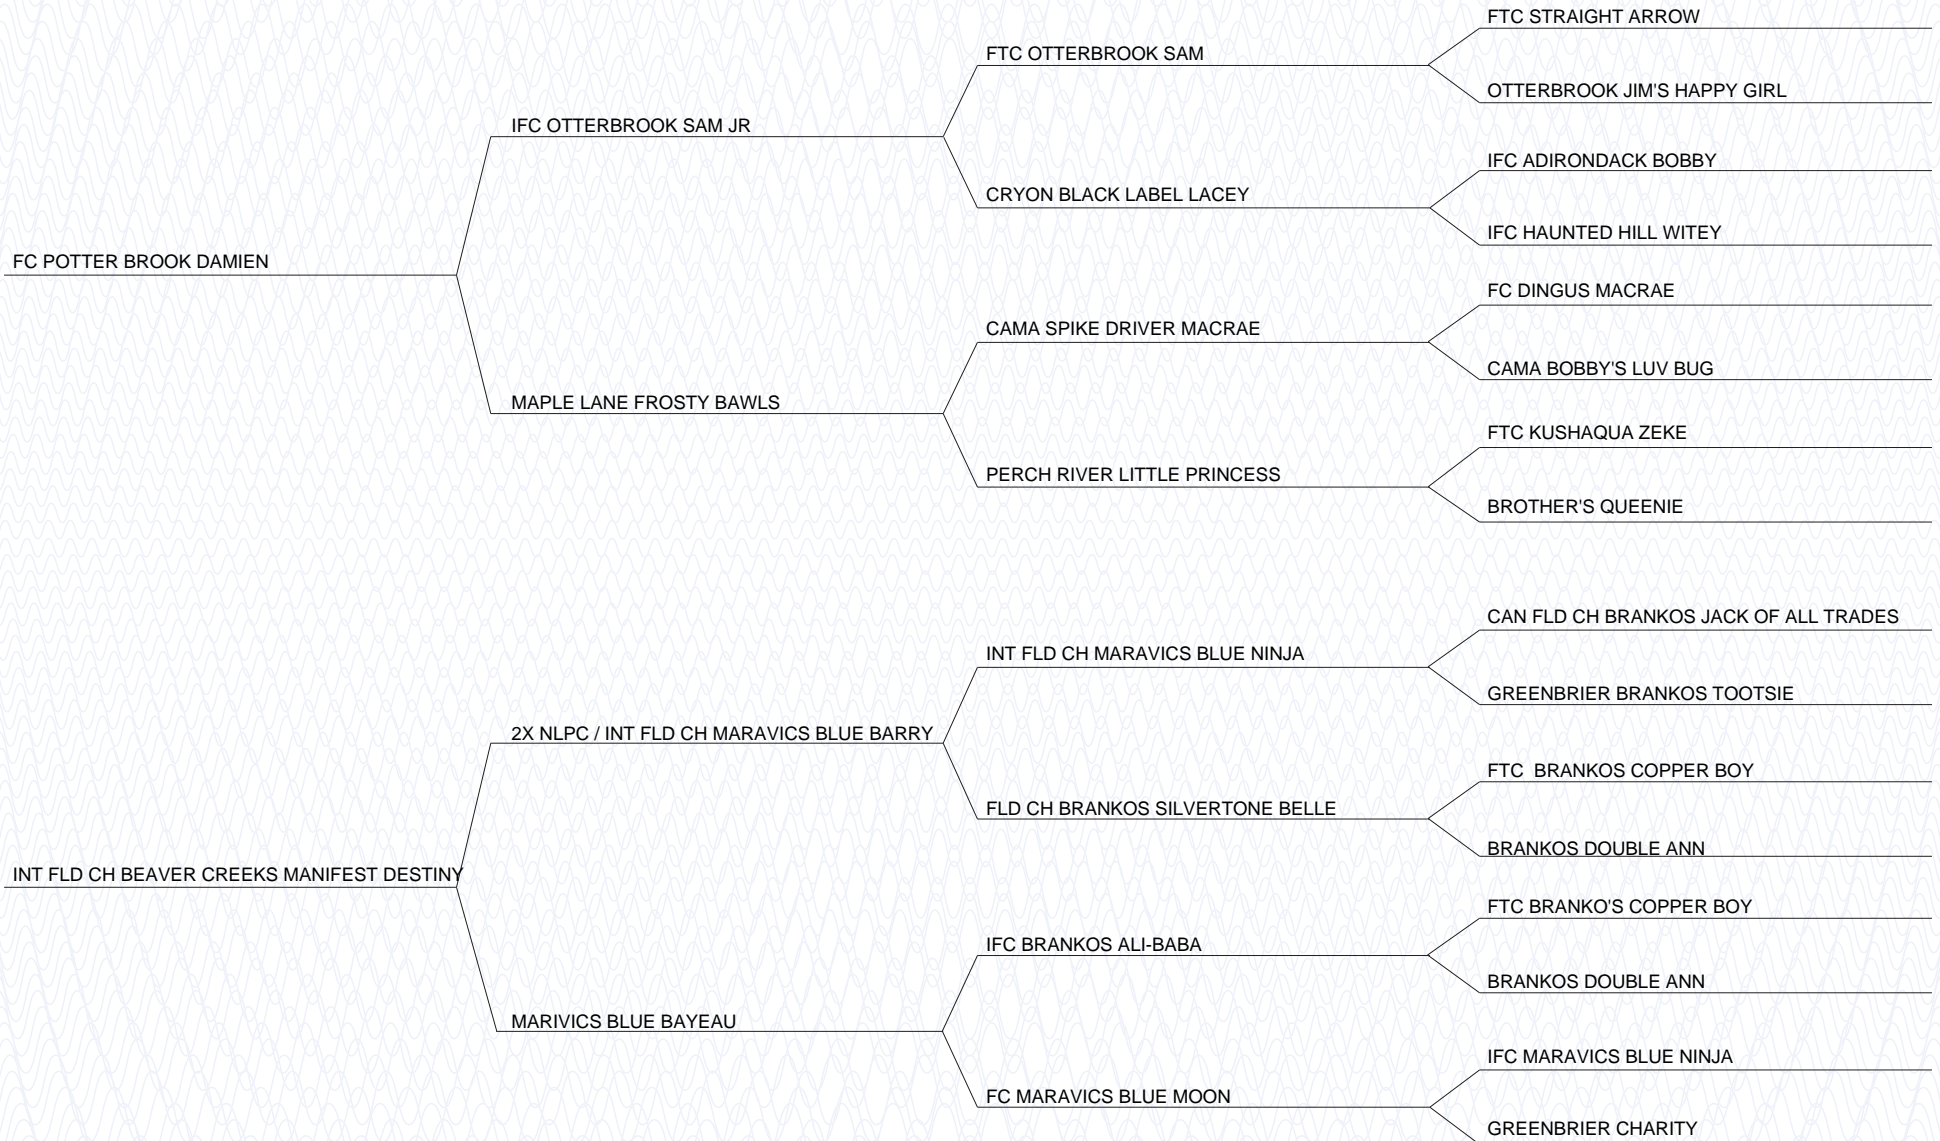 FTC STRAIGHT ARROW
FTC OTTERBROOK SAM
OTTERBROOK JIM'S HAPPY GIRL
IFC OTTERBROOK SAM JR
IFC ADIRONDACK BOBBY
CRYON BLACK LABEL LACEY
IFC HAUNTED HILL WITEY
FC POTTER BROOK DAMIEN
FC DINGUS MACRAE
CAMA SPIKE DRIVER MACRAE
CAMA BOBBY'S LUV BUG
MAPLE LANE FROSTY BAWLS
FTC KUSHAQUA ZEKE
PERCH RIVER LITTLE PRINCESS
BROTHER'S QUEENIE
CAN FLD CH BRANKOS JACK OF ALL TRADES
INT FLD CH MARAVICS BLUE NINJA
GREENBRIER BRANKOS TOOTSIE
2X NLPC / INT FLD CH MARAVICS BLUE BARRY
FTC  BRANKOS COPPER BOY
FLD CH BRANKOS SILVERTONE BELLE
BRANKOS DOUBLE ANN
INT FLD CH BEAVER CREEKS MANIFEST DESTINY
FTC BRANKO'S COPPER BOY
IFC BRANKOS ALI-BABA
BRANKOS DOUBLE ANN
MARIVICS BLUE BAYEAU
IFC MARAVICS BLUE NINJA
FC MARAVICS BLUE MOON
GREENBRIER CHARITY